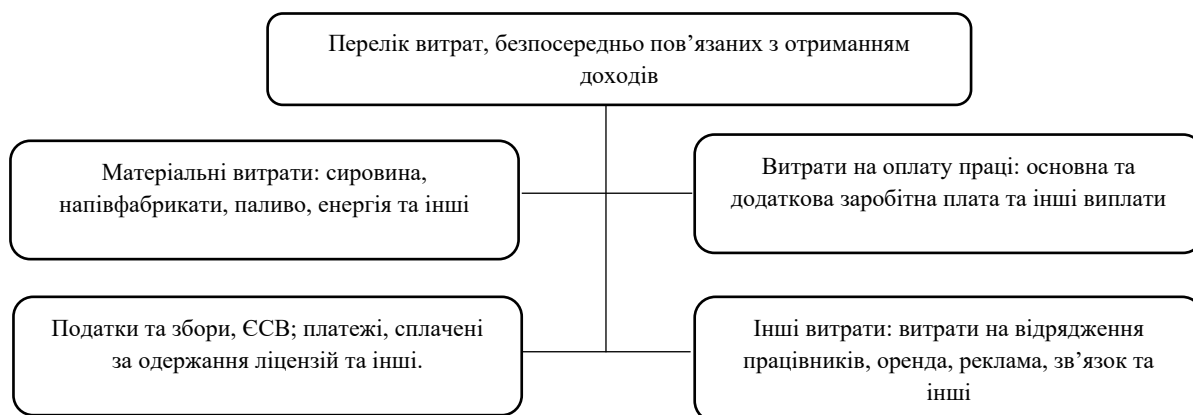 Перелік витрат, безпосередньо пов’язаних з отриманням
доходів
Матеріальні витрати: сировина,
напівфабрикати, паливо, енергія та інші
Витрати на оплату праці: основна та
додаткова заробітна плата та інші виплати
Податки та збори, ЄСВ; платежі, сплачені
за одержання ліцензій та інші.
Інші витрати: витрати на відрядження
працівників, оренда, реклама, зв’язок та
інші